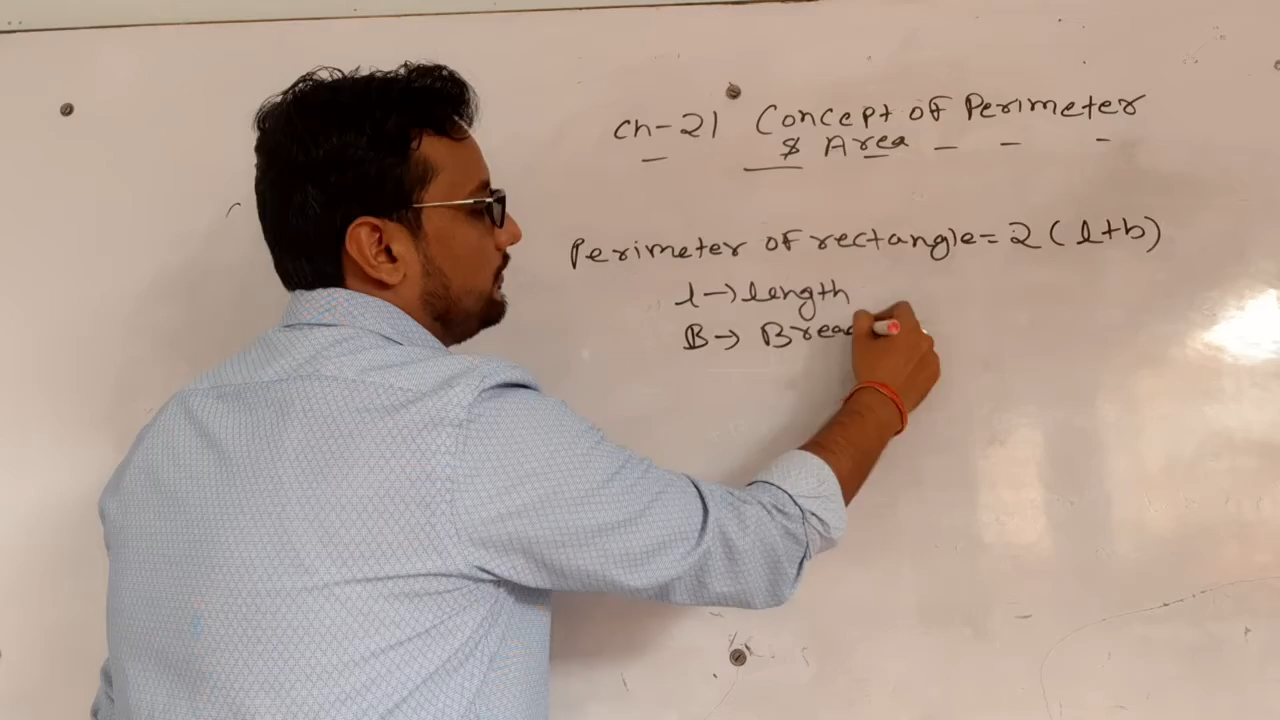 Ch-21 Concept of Perimeter
& Area
Perimeter of rectangle = 2 (l+b)
l → length
B → Brea